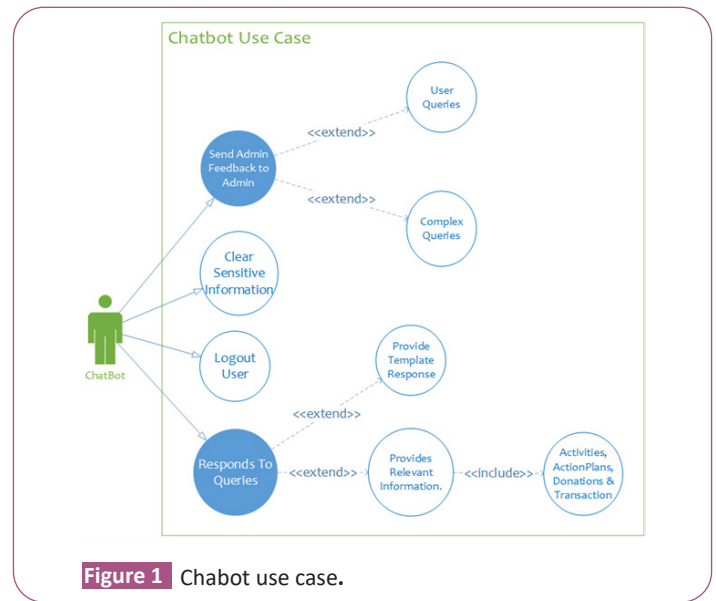 Chatbot Use Case
User
Queries
<<extend>>
Send Admin
Feedback to
Admin
<<extend>>
Complex
Queries
Clear
Sensitive
Information
ChatBot
Logout
User
Provide
Template
Response
<<extend>>
Responds To
Queries
<<extend>>
Provides
Relevant
Information.
<<include>>
Activities,
ActionPlans,
Donations &
Transaction
Figure 1 Chabot use case.